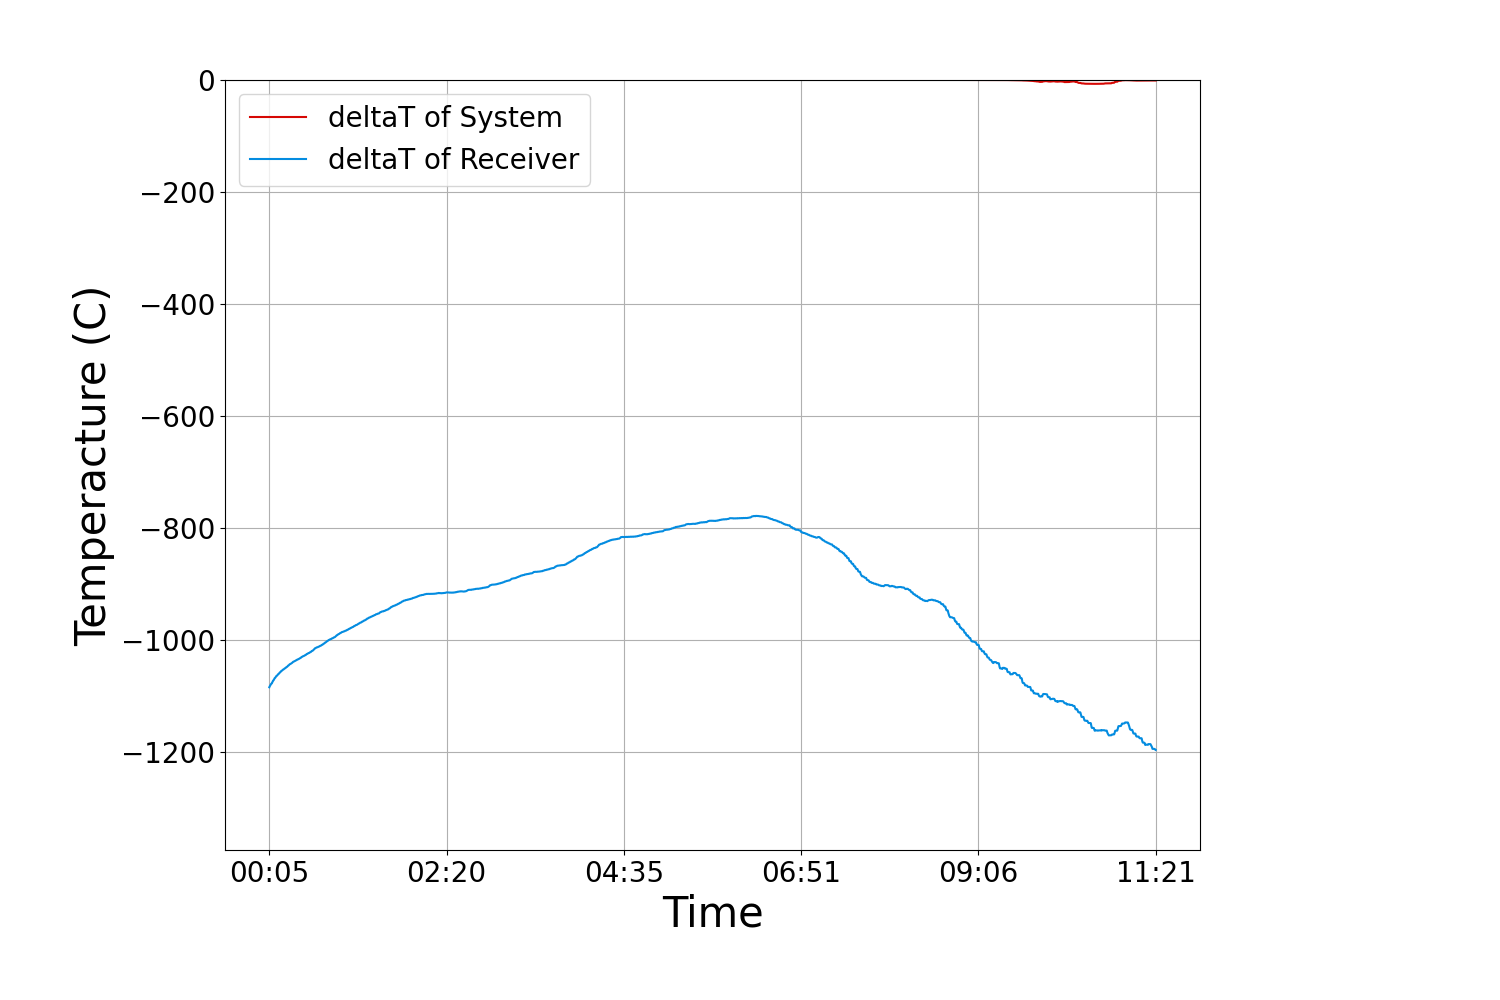 0
−200
−400
−600
−800
−1000
−1200
Temperacture (C)
deltaT of System
deltaT of Receiver
00:05 02:20 04:35 06:51 09:06 11:21
Time